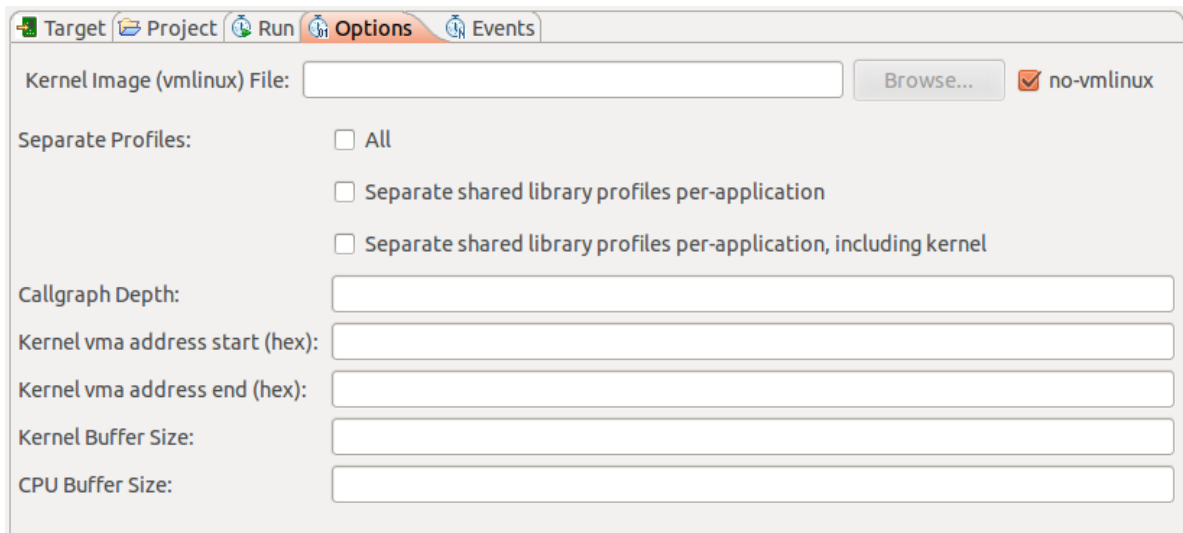 Target Project Run Options Events
Kernel Image (vmlinux) File: Browse... no-vmlinux
Separate Profiles: All
Separate shared library profiles per-application
Separate shared library profiles per-application, including kernel
Callgraph Depth:
Kernel vma address start (hex):
Kernel vma address end (hex):
Kernel Buffer Size:
CPU Buffer Size: